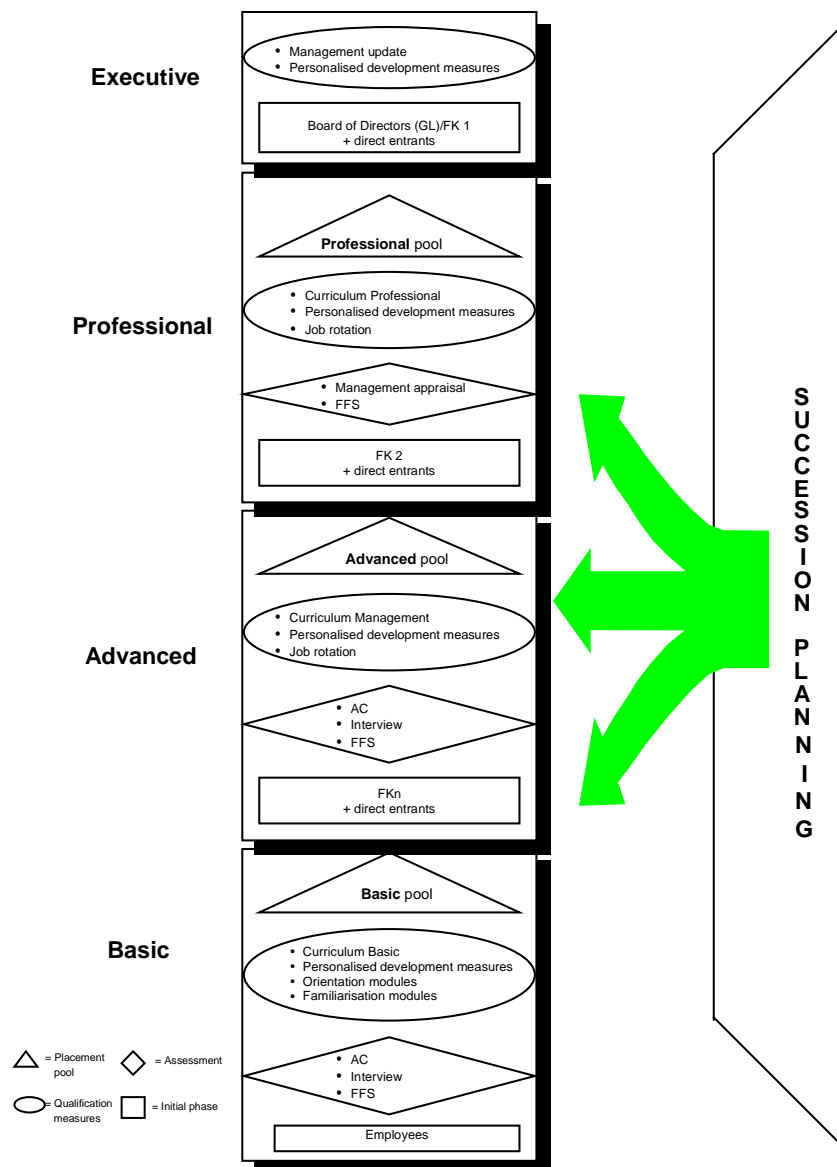 Executive
• Management update
• Personalised development measures
Board of Directors (GL)/FK 1
+ direct entrants
Professional
Professional pool
• Curriculum Professional
• Personalised development measures
• Job rotation
• Management appraisal
• FFS
FK 2
+ direct entrants
Advanced
Advanced pool
• Curriculum Management
• Personalised development measures
• Job rotation
• AC
• Interview
• FFS
FKn
+ direct entrants
Basic
Basic pool
• Curriculum Basic
• Personalised development measures
• Orientation modules
• Familiarisation modules
• AC
• Interview
• FFS
Employees
= Placement
pool
= Assessment
= Qualification
measures
= Initial phase
SUCCESSION PLANNING